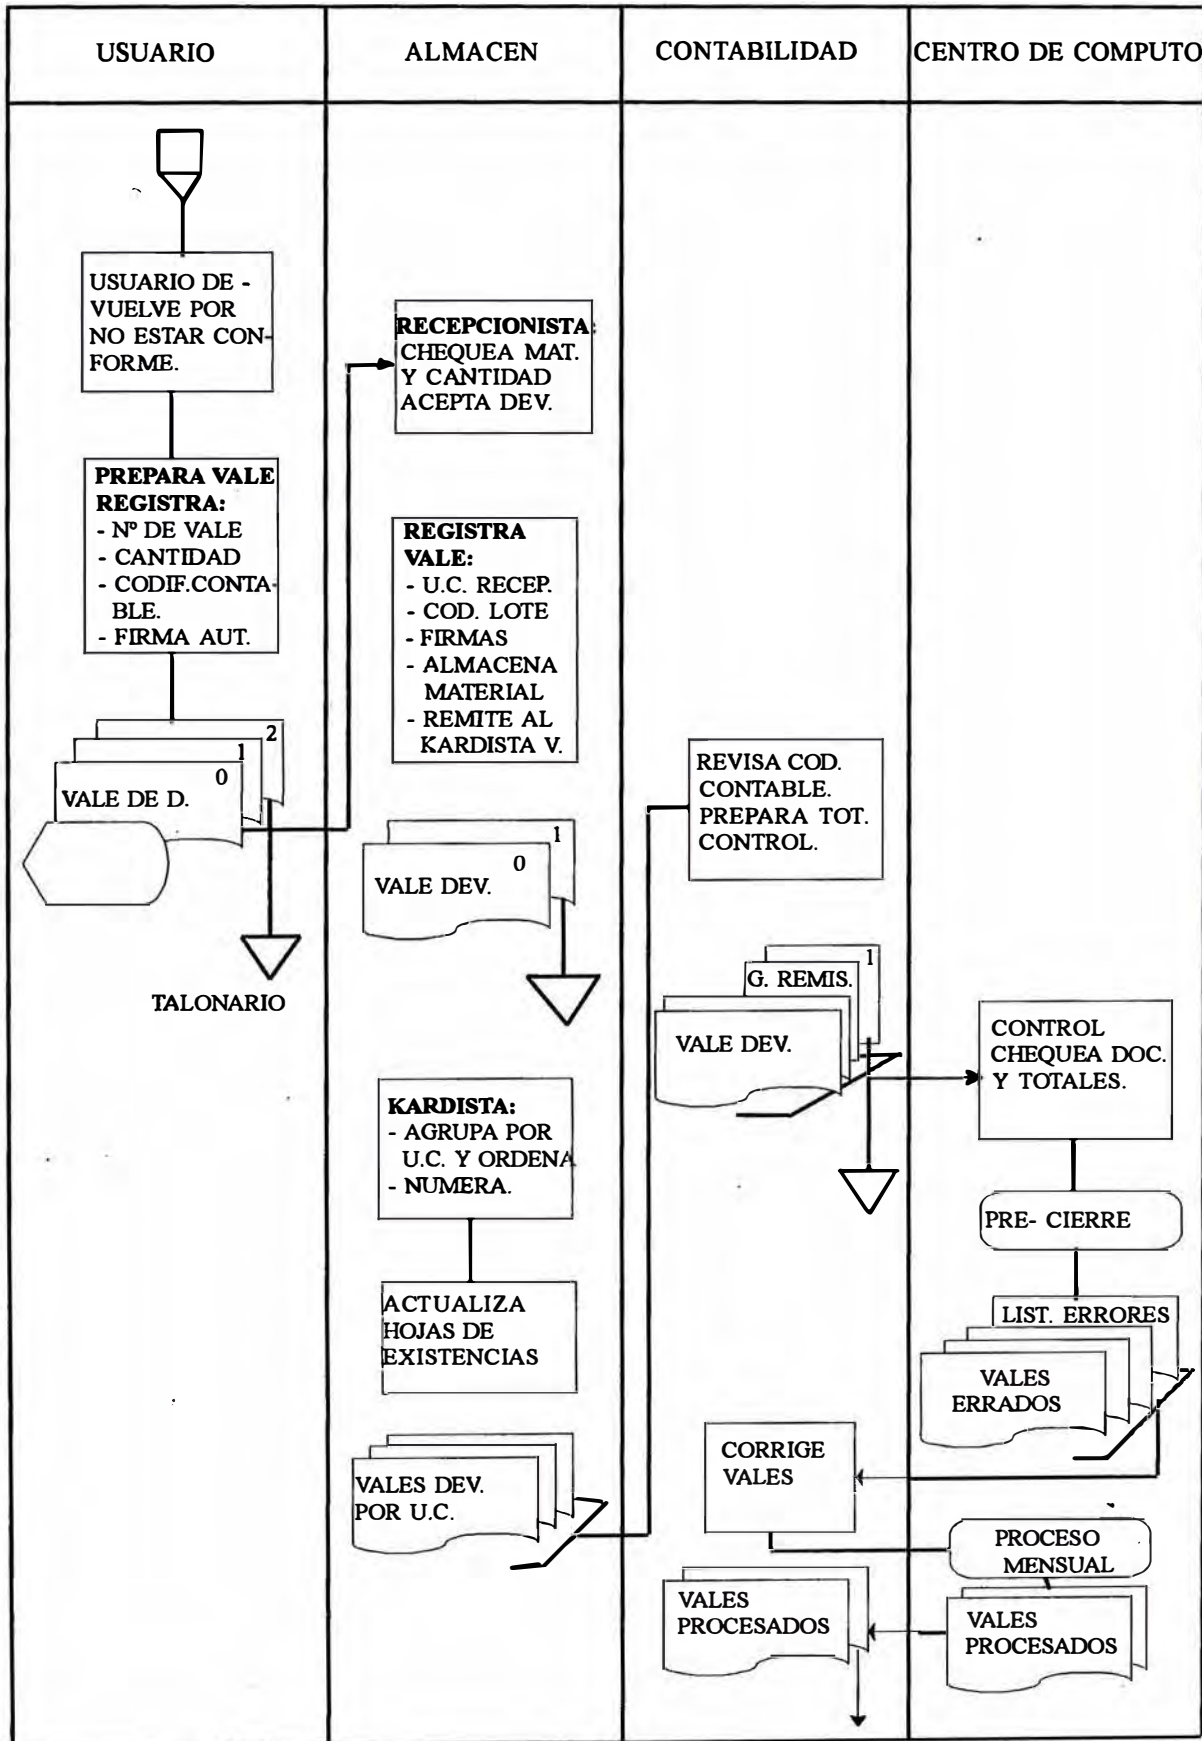 USUARIO
ALMACEN
CONTABILIDAD
CENTRO DE COMPUTO
USUARIO DE -
VUELVE POR
NO ESTAR CON-
FORME.
PREPARA VALE
REGISTRA:
- Nº DE VALE
- CANTIDAD
- CODIF.CONTA-
BLE.
- FIRMA AUT.
2
1
0
VALE DE D.
TALONARIO
RECEPCIONISTA:
CHEQUEA MAT.
Y CANTIDAD
ACEPTA DEV.
REGISTRA
VALE:
- U.C. RECEP.
- COD. LOTE
- FIRMAS
- ALMACENA
MATERIAL
- REMITE AL
KARDISTA V.
1
0
VALE DEV.
KARDISTA:
- AGRUPA POR
U.C. Y ORDENA
- NUMERA.
ACTUALIZA
HOJAS DE
EXISTENCIAS
VALES DEV.
POR U.C.
REVISA COD.
CONTABLE.
PREPARA TOT.
CONTROL.
1
G. REMIS.
VALE DEV.
CONTROL
CHEQUEA DOC.
Y TOTALES.
PRE- CIERRE
LIST. ERRORES
VALES
ERRADOS
CORRIGE
VALES
PROCESO
MENSUAL
VALES
PROCESADOS
VALES
PROCESADOS